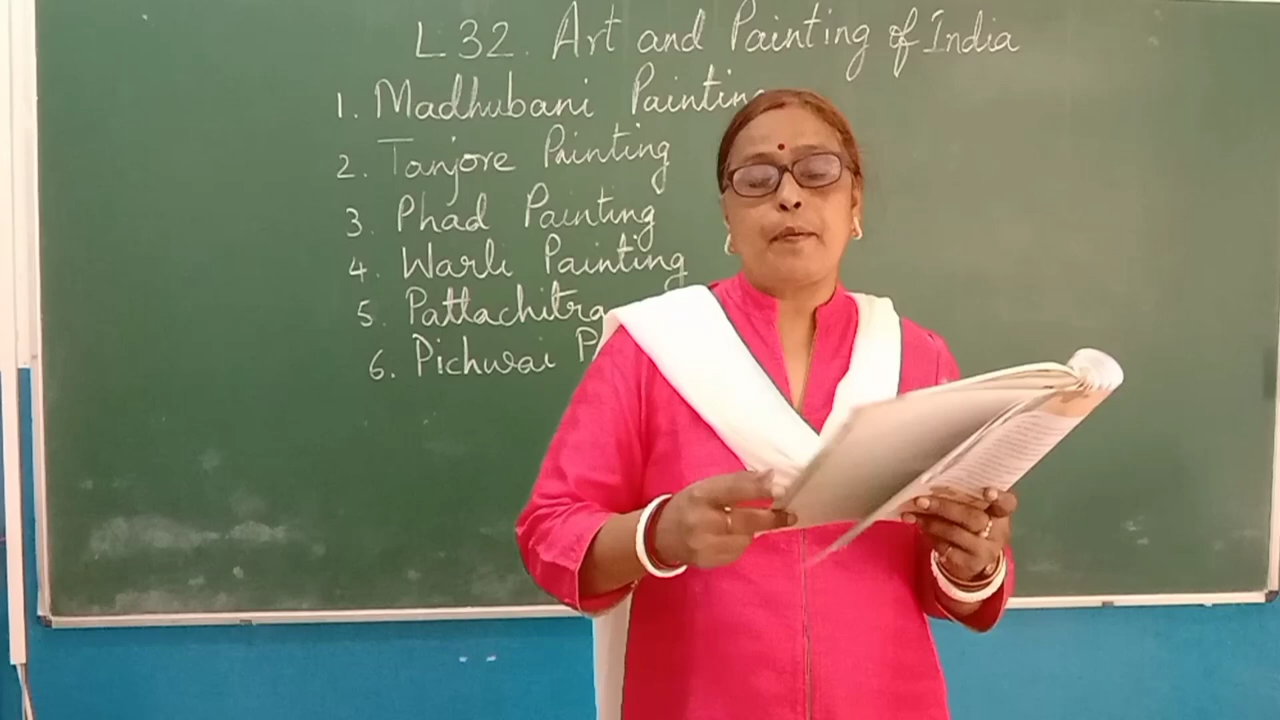 L 32. Art and Painting of India
1. Madhubani Painting
2. Tanjore Painting
3. Phad Painting
4. Warli Painting
5. Pattachitra
6. Pichwai P